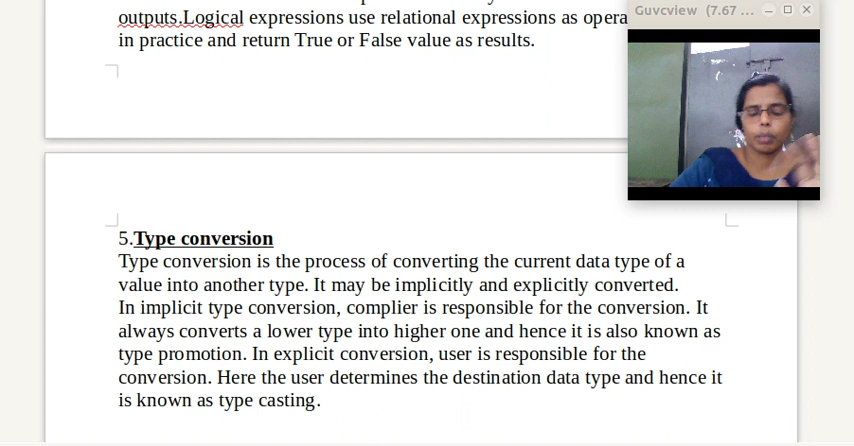 outputs.Logical expressions use relational expressions as opera
in practice and return True or False value as results.
Guvcview (7.67 ...
5.Type conversion
Type conversion is the process of converting the current data type of a
value into another type. It may be implicitly and explicitly converted.
In implicit type conversion, complier is responsible for the conversion. It
always converts a lower type into higher one and hence it is also known as
type promotion. In explicit conversion, user is responsible for the
conversion. Here the user determines the destination data type and hence it
is known as type casting.